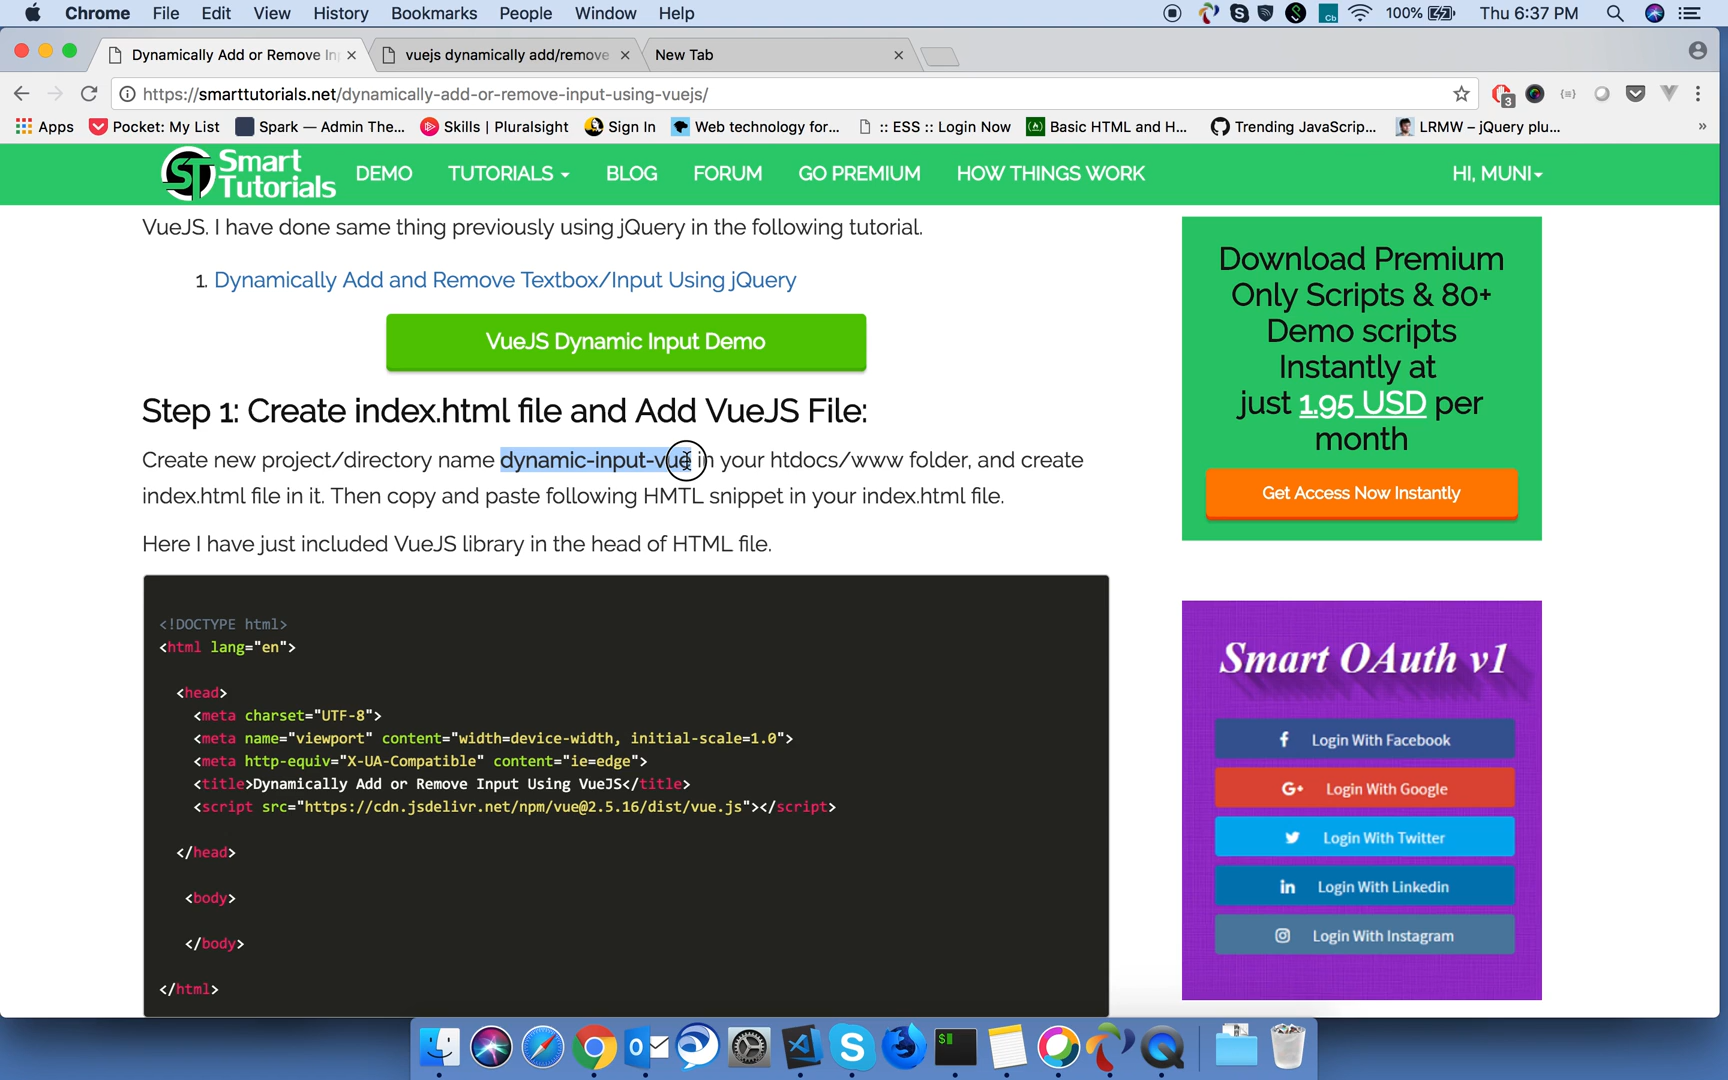 Chrome File Edit View History Bookmarks People Window Help
100% Thu 6:37 PM
Dynamically Add or Remove In
vuejs dynamically add/remove
New Tab
https://smarttutorials.net/dynamically-add-or-remove-input-using-vuejs/
3
Apps Pocket: My List Spark — Admin The... Skills | Pluralsight Sign In Web technology for... :: ESS :: Login Now Basic HTML and H... Trending JavaScrip... LRMW – jQuery plu... »
ST Smart Tutorials
DEMO TUTORIALS BLOG FORUM GO PREMIUM HOW THINGS WORK HI, MUNI
VueJS. I have done same thing previously using jQuery in the following tutorial.
1. Dynamically Add and Remove Textbox/Input Using jQuery
VueJS Dynamic Input Demo
Step 1: Create index.html file and Add VueJS File:
Create new project/directory name dynamic-input-vue in your htdocs/www folder, and create
index.html file in it. Then copy and paste following HMTL snippet in your index.html file.
Here I have just included VueJS library in the head of HTML file.
<!DOCTYPE html>
<html lang="en">
<head>
<meta charset="UTF-8">
<meta name="viewport" content="width=device-width, initial-scale=1.0">
<meta http-equiv="X-UA-Compatible" content="ie=edge">
<title>Dynamically Add or Remove Input Using VueJS</title>
<script src="https://cdn.jsdelivr.net/npm/vue@2.5.16/dist/vue.js"></script>
</head>
<body>
</body>
</html>
Download Premium
Only Scripts & 80+
Demo scripts
Instantly at
just 1.95 USD per
month
Get Access Now Instantly
Smart OAuth v1
Login With Facebook
Login With Google
Login With Twitter
Login With Linkedin
Login With Instagram